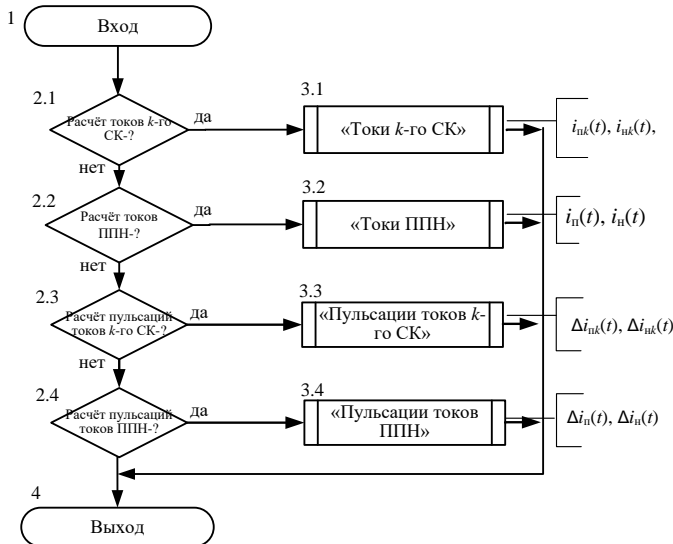 1
Вход
2.1
Расчёт токов k-го
СК-?
да
нет
3.1
«Токи k-го СК»
iпk(t), iнk(t),
2.2
Расчёт токов
ППН-?
да
нет
3.2
«Токи ППН»
iп(t), iн(t)
2.3
Расчёт пульсаций
токов k-го СК-?
да
нет
3.3
«Пульсации токов k-
го СК»
Δiпk(t), Δiнk(t)
2.4
Расчёт пульсаций
токов ППН-?
да
3.4
«Пульсации токов
ППН»
Δiп(t), Δiн(t)
4
Выход